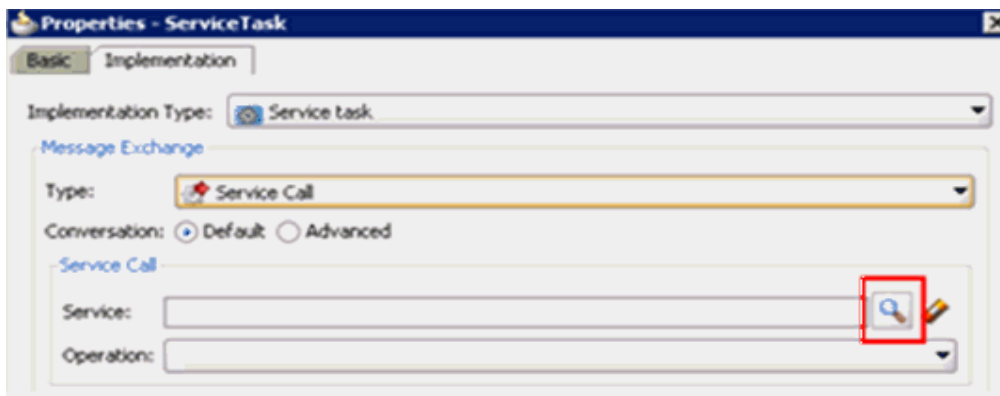 Properties - ServiceTask
Basic Implementation
Implementation Type: Service task
Message Exchange
Type: Service Call
Conversation: Default Advanced
Service Call
Service:
Operation: